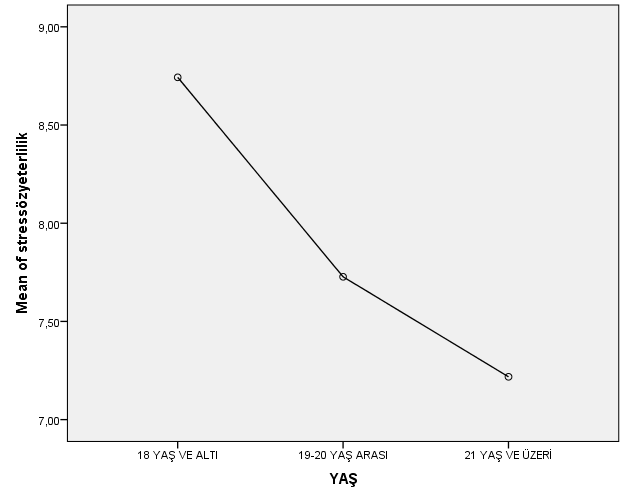 9,00
8,50
8,00
7,50
7,00
Mean of stressözyeterlilik
18 YAŞ VE ALTI
19-20 YAŞ ARASI
21 YAŞ VE ÜZERİ
YAŞ